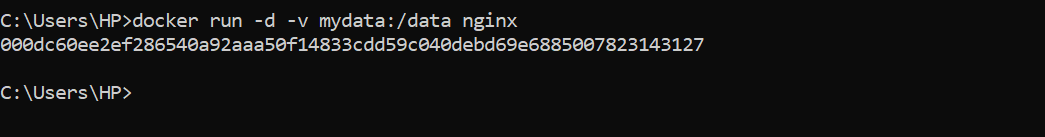 C:\Users\HP>docker run -d -v mydata:/data nginx
000dc60ee2ef286540a92aaa50f14833cdd59c040debd69e6885007823143127
C:\Users\HP>